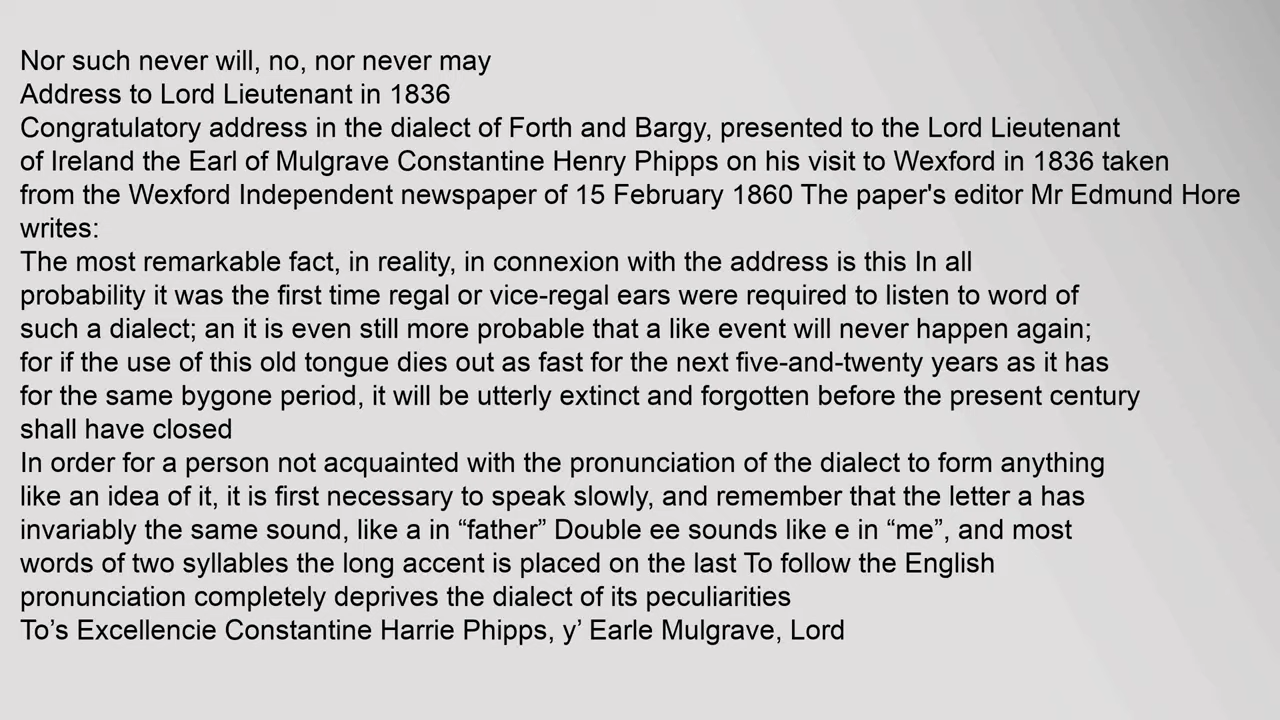 Nor such never will, no, nor never may
Address to Lord Lieutenant in 1836
Congratulatory address in the dialect of Forth and Bargy, presented to the Lord Lieutenant
of Ireland the Earl of Mulgrave Constantine Henry Phipps on his visit to Wexford in 1836 taken
from the Wexford Independent newspaper of 15 February 1860 The paper's editor Mr Edmund Hore
writes:
The most remarkable fact, in reality, in connexion with the address is this In all
probability it was the first time regal or vice-regal ears were required to listen to word of
such a dialect; an it is even still more probable that a like event will never happen again;
for if the use of this old tongue dies out as fast for the next five-and-twenty years as it has
for the same bygone period, it will be utterly extinct and forgotten before the present century
shall have closed
In order for a person not acquainted with the pronunciation of the dialect to form anything
like an idea of it, it is first necessary to speak slowly, and remember that the letter a has
invariably the same sound, like a in “father” Double ee sounds like e in “me”, and most
words of two syllables the long accent is placed on the last To follow the English
pronunciation completely deprives the dialect of its peculiarities
To’s Excellencie Constantine Harrie Phipps, y’ Earle Mulgrave, Lord